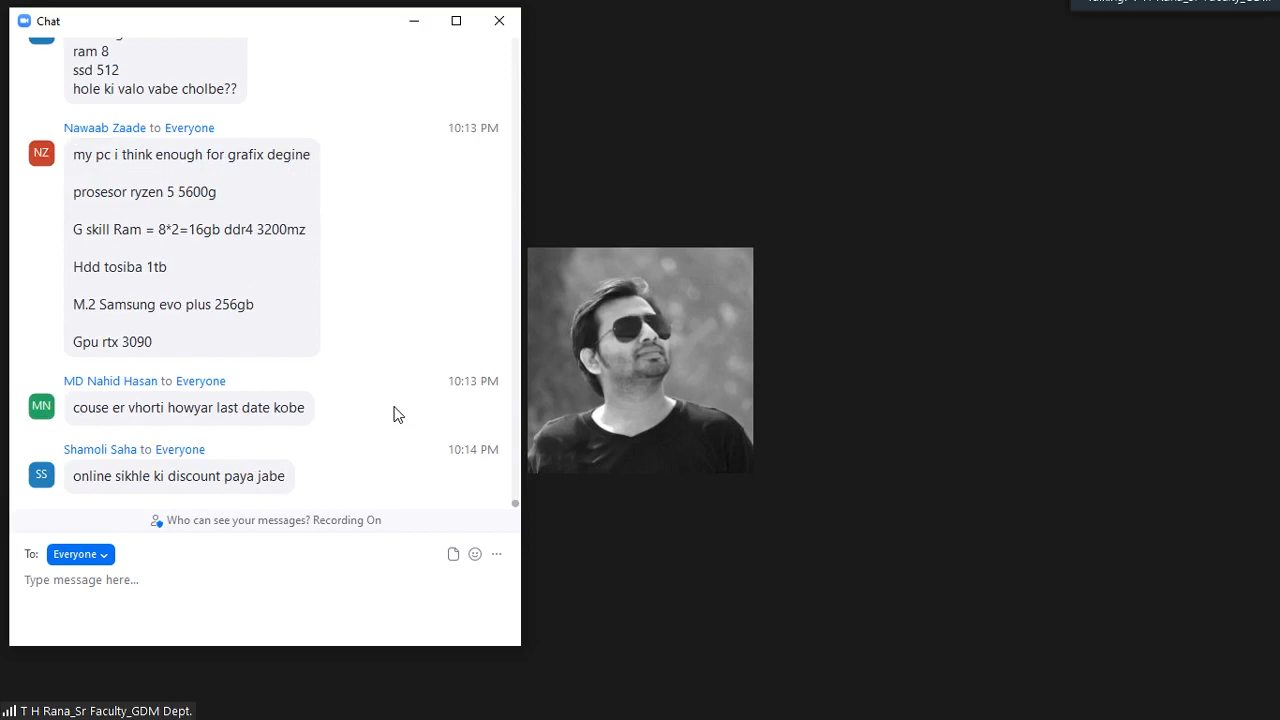 Chat
ram 8
ssd 512
hole ki valo vabe cholbe??
Nawaab Zaade to Everyone 10:13 PM
NZ
my pc i think enough for grafix degine
prosesor ryzen 5 5600g
G skill Ram = 8*2=16gb ddr4 3200mz
Hdd tosiba 1tb
M.2 Samsung evo plus 256gb
Gpu rtx 3090
MD Nahid Hasan to Everyone 10:13 PM
MN
couse er vhorti howyar last date kobe
Shamoli Saha to Everyone 10:14 PM
SS
online sikhle ki discount paya jabe
Who can see your messages? Recording On
To: Everyone
Type message here...
T H Rana_Sr Faculty_GDM Dept.